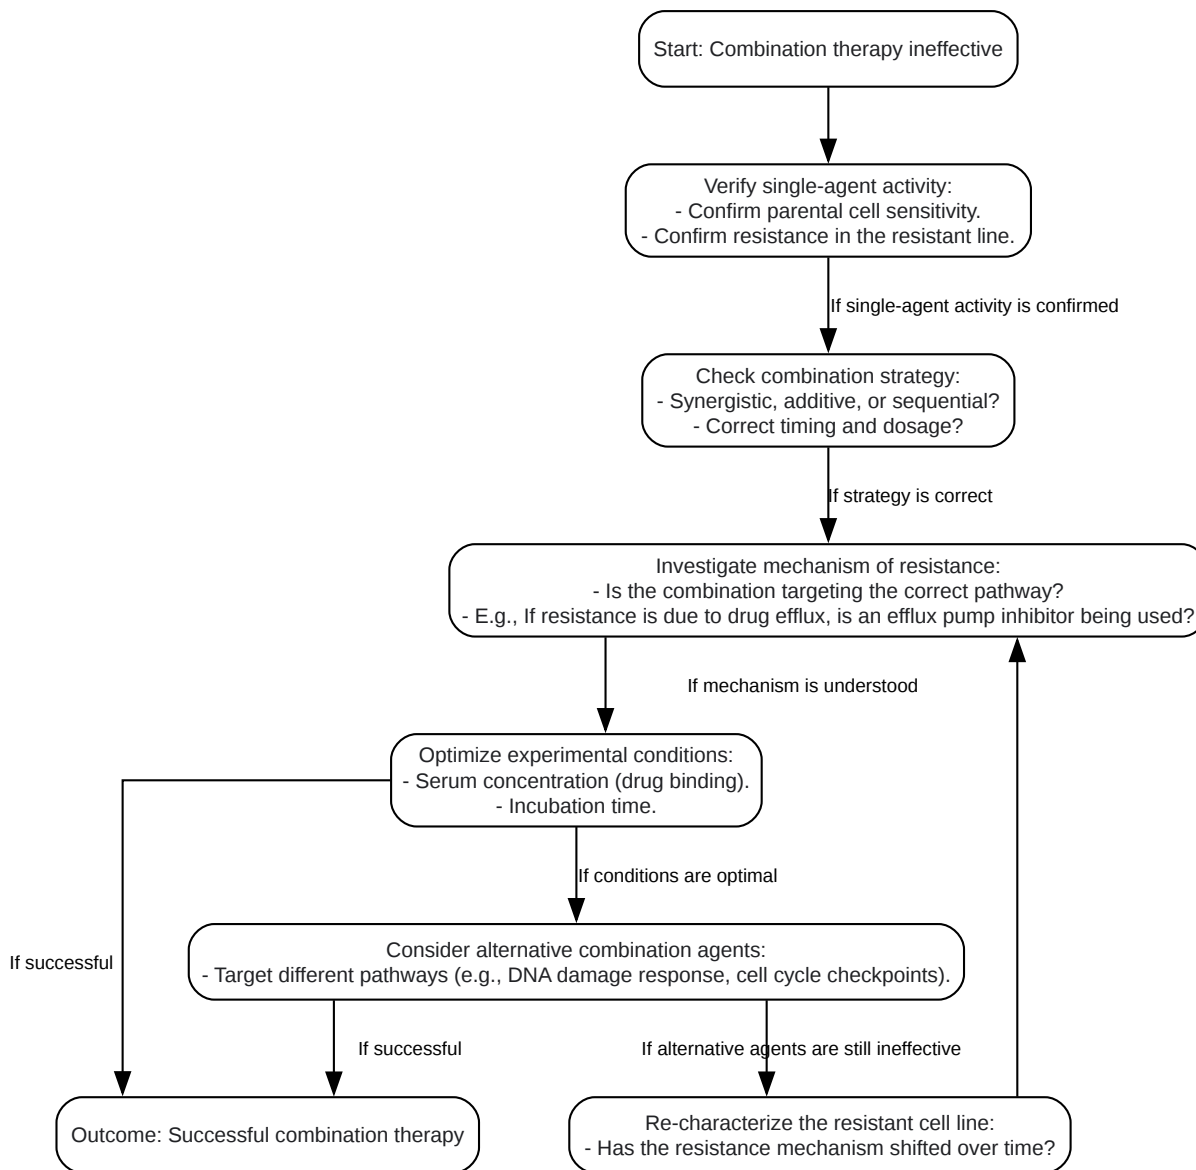 Start: Combination therapy ineffective
Verify single-agent activity:
- Confirm parental cell sensitivity.
- Confirm resistance in the resistant line.
If single-agent activity is confirmed
Check combination strategy:
- Synergistic, additive, or sequential?
- Correct timing and dosage?
If strategy is correct
Investigate mechanism of resistance:
- Is the combination targeting the correct pathway?
- E.g., If resistance is due to drug efflux, is an efflux pump inhibitor being used?
If mechanism is understood
Optimize experimental conditions:
- Serum concentration (drug binding).
- Incubation time.
If conditions are optimal
Consider alternative combination agents:
- Target different pathways (e.g., DNA damage response, cell cycle checkpoints).
If successful
If successful
If alternative agents are still ineffective
Outcome: Successful combination therapy
Re-characterize the resistant cell line:
- Has the resistance mechanism shifted over time?